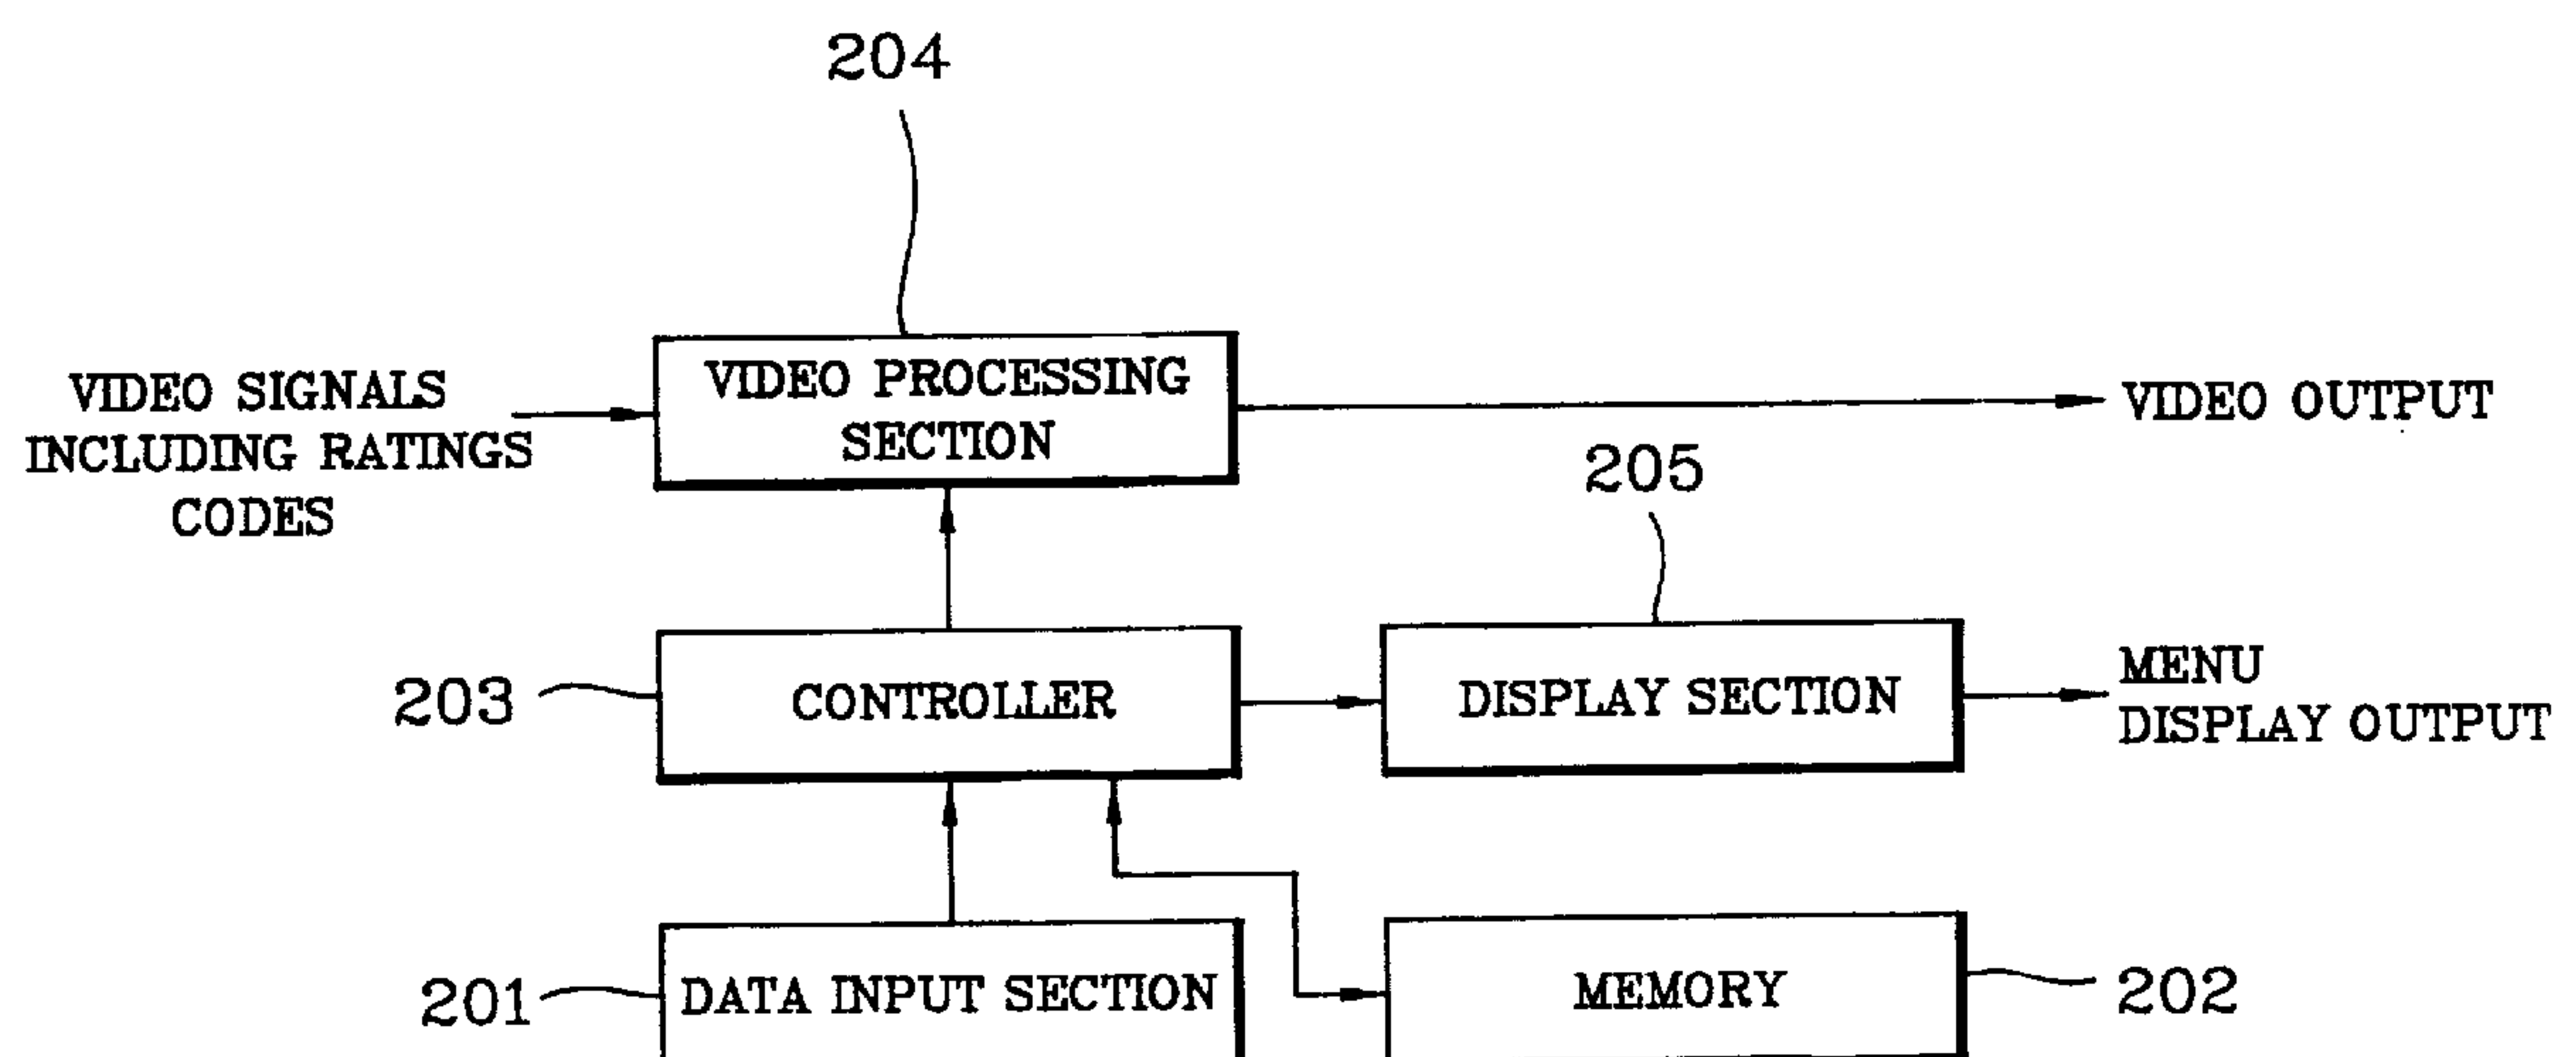 204
VIDEO SIGNALS
INCLUDING RATINGS
CODES
VIDEO PROCESSING
SECTION
VIDEO OUTPUT
205
203
CONTROLLER
DISPLAY SECTION
MENU
DISPLAY OUTPUT
201
DATA INPUT SECTION
MEMORY
202